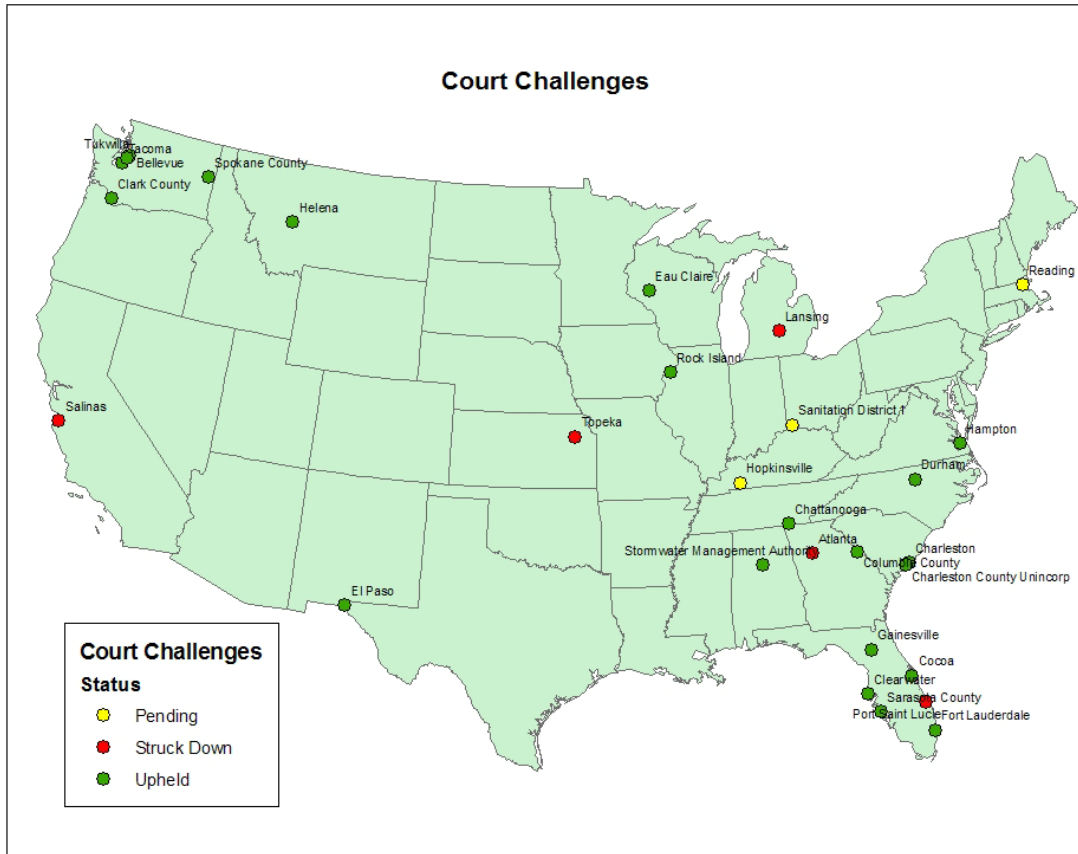 Court Challenges
Tukwilla
Tacoma
Bellevue
Spokane County
Clark County
Helena
Eau Claire
Reading
Lansing
Rock Island
Salinas
Topeka
Sanitation District 1
Hampton
Hopkinsville
Durham
Chattanooga
Stormwater Management Authority
Atlanta
Charleston
Columbia County
Charleston County Unincorp
El Paso
Gainesville
Cocoa
Clearwater
Sarasota County
Port Saint Lucie
Fort Lauderdale
Court Challenges
Status
Pending
Struck Down
Upheld